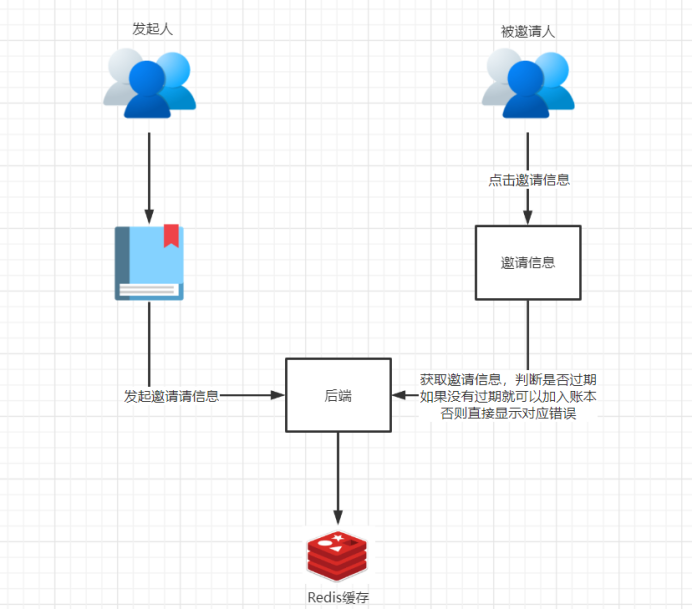 发起人
被邀请人
点击邀请信息
邀请信息
发起邀请请信息
后端
获取邀请信息，判断是否过期
如果没有过期就可以加入账本
否则直接显示对应错误
Redis缓存